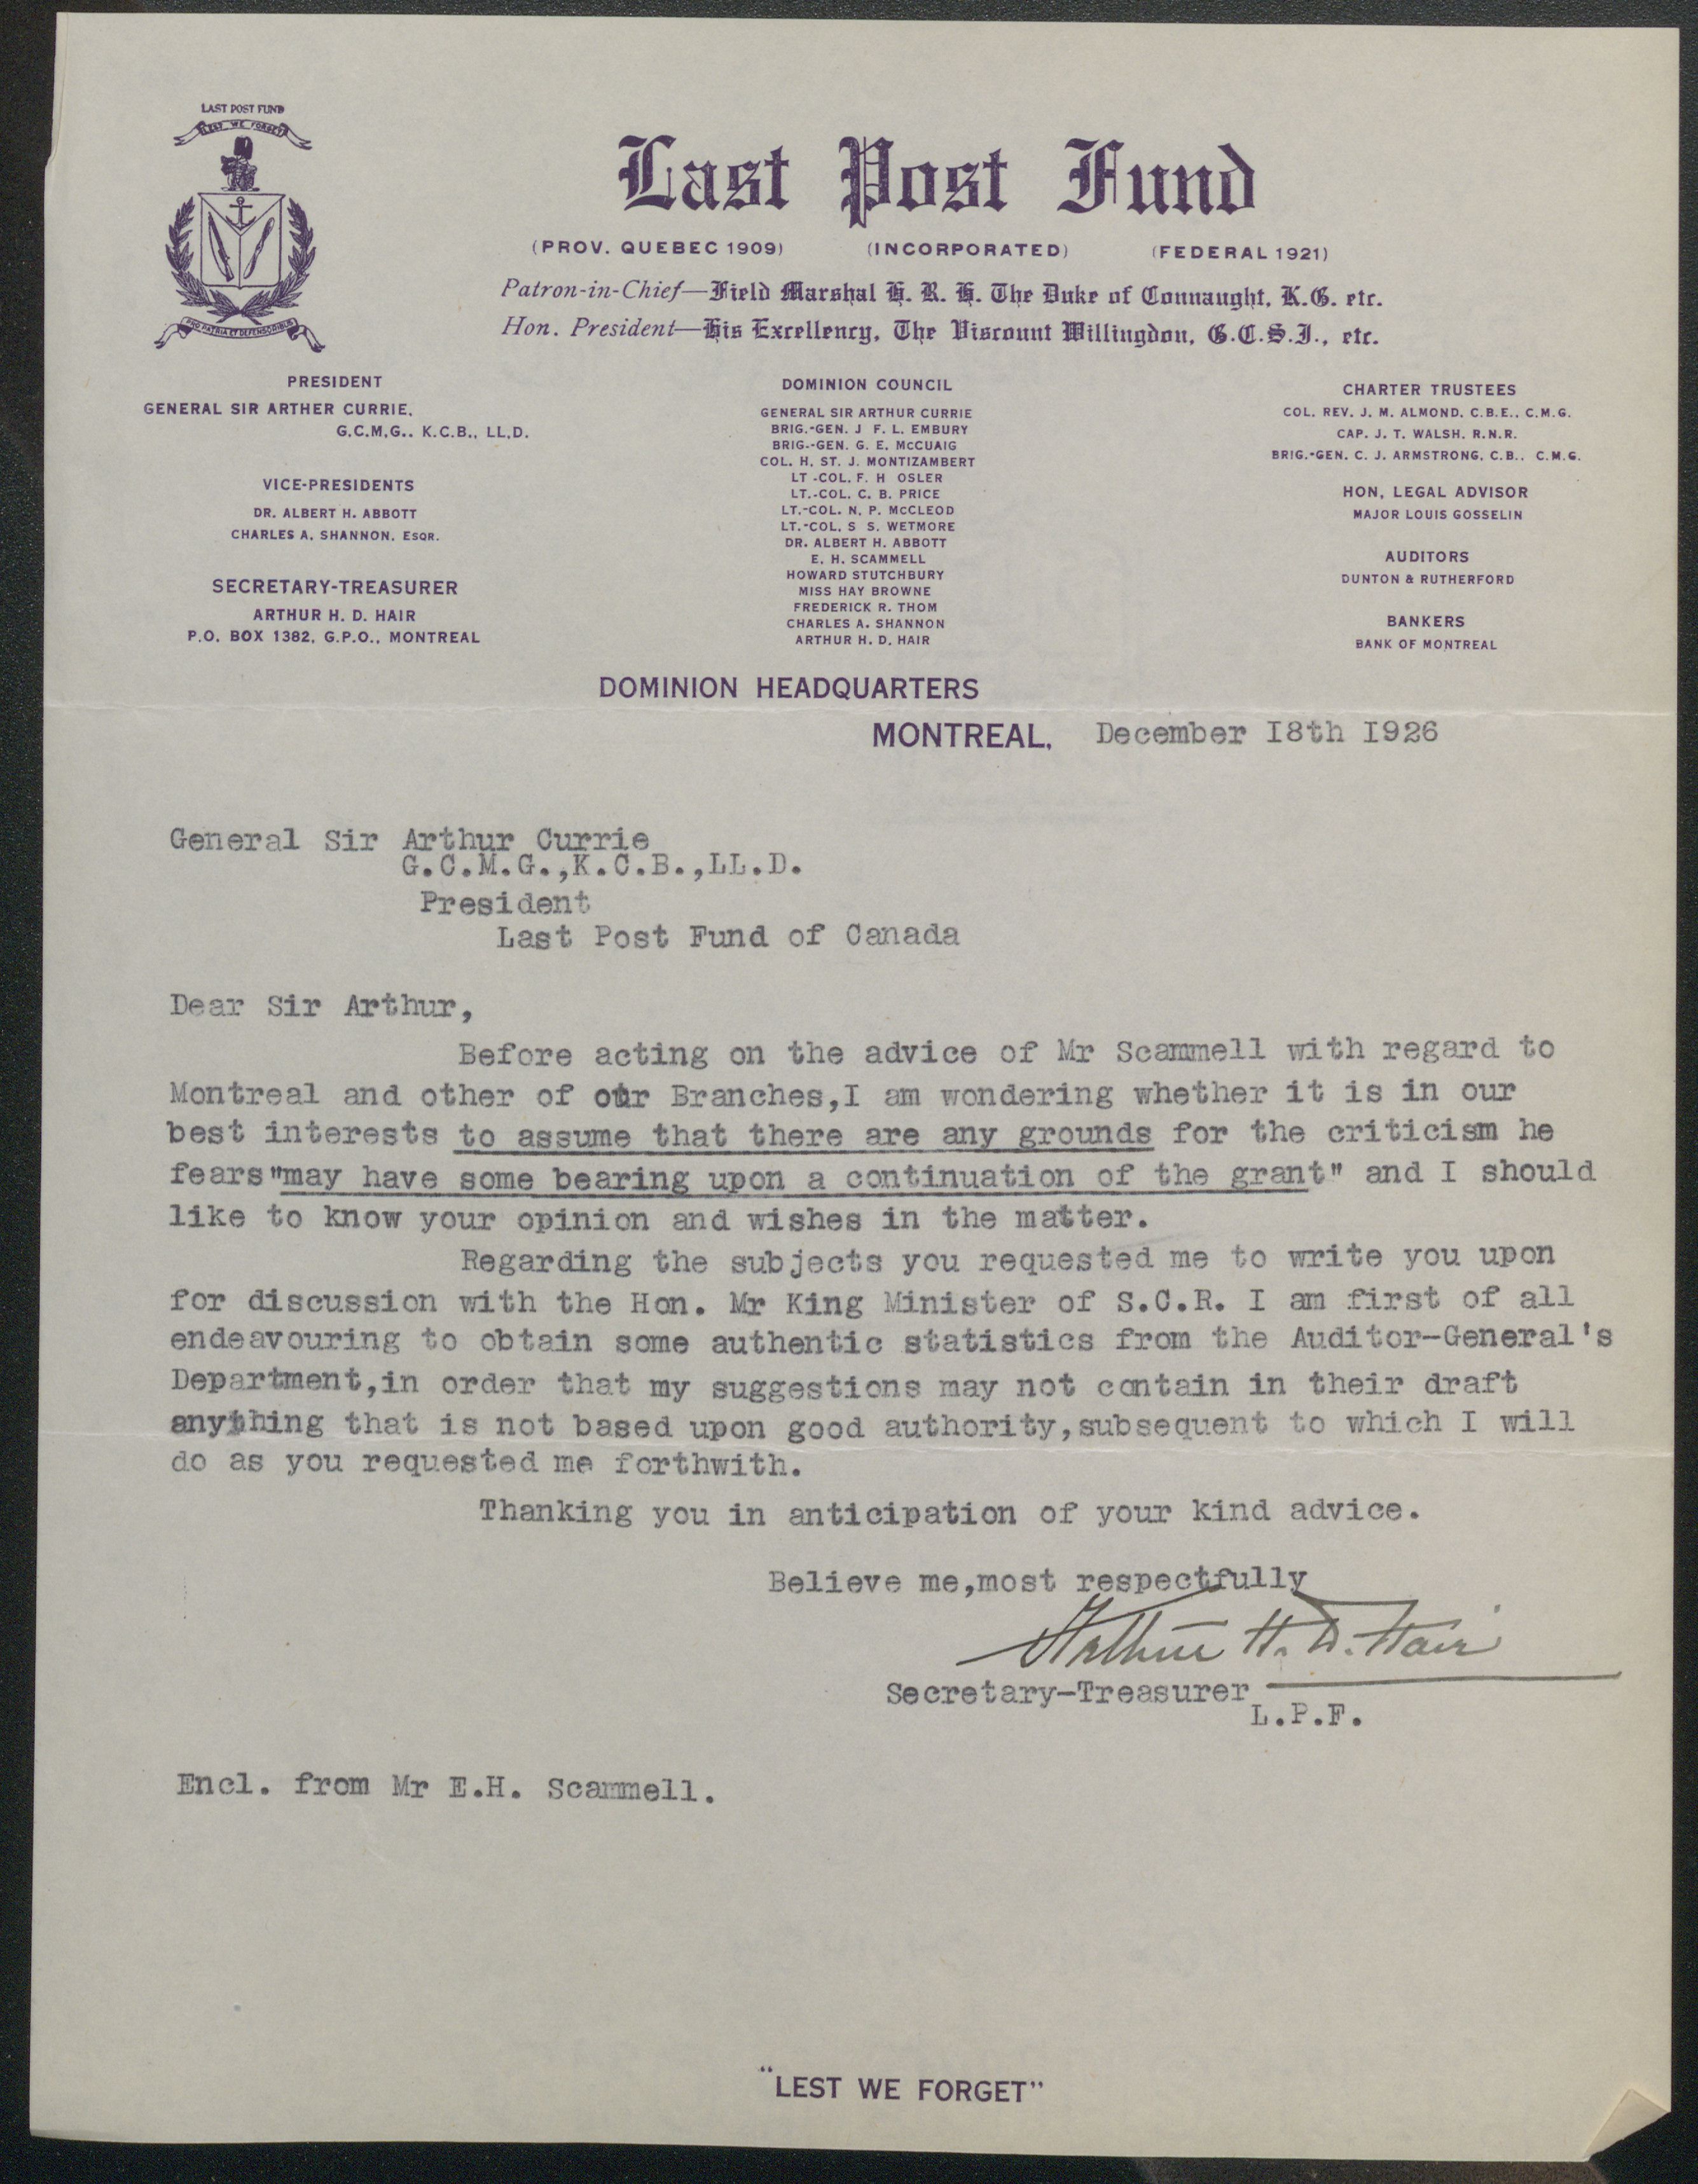 LAST POST FUND
LEST WE FORGET
PRO PATRIA ET DEFENSORIBUS
Last Post Fund
(PROV. QUEBEC 1909) (INCORPORATED) (FEDERAL 1921)
Patron-in-Chief—Field Marshal H. R. H. The Duke of Connaught, K.G. etc.
Hon. President—His Excellency, The Viscount Willingdon, G.C.S.I., etc.
PRESIDENT
GENERAL SIR ARTHER CURRIE,
G.C.M.G., K.C.B., LL.D.
VICE-PRESIDENTS
DR. ALBERT H. ABBOTT
CHARLES A. SHANNON, ESQR.
SECRETARY-TREASURER
ARTHUR H. D. HAIR
P.O. BOX 1382, G.P.O., MONTREAL
DOMINION COUNCIL
GENERAL SIR ARTHUR CURRIE
BRIG.-GEN. J F. L. EMBURY
BRIG.-GEN. G. E. McCUAIG
COL. H. ST. J. MONTIZAMBERT
LT.-COL. F. H OSLER
LT.-COL. C. B. PRICE
LT.-COL. N. P. McCLEOD
LT.-COL. S S. WETMORE
DR. ALBERT H. ABBOTT
E. H. SCAMMELL
HOWARD STUTCHBURY
MISS HAY BROWNE
FREDERICK R. THOM
CHARLES A. SHANNON
ARTHUR H. D. HAIR
CHARTER TRUSTEES
COL. REV. J. M. ALMOND, C.B.E., C.M.G.
CAP. J. T. WALSH, R.N.R.
BRIG.-GEN. C. J. ARMSTRONG, C.B., C.M.G.
HON. LEGAL ADVISOR
MAJOR LOUIS GOSSELIN
AUDITORS
DUNTON & RUTHERFORD
BANKERS
BANK OF MONTREAL
DOMINION HEADQUARTERS
MONTREAL, December I8th I926
General Sir Arthur Currie
G.C.M.G.,K.C.B.,LL.D.
President
Last Post Fund of Canada
Dear Sir Arthur,
Before acting on the advice of Mr Scammell with regard to
Montreal and other of our Branches,I am wondering whether it is in our
best interests to assume that there are any grounds for the criticism he
fears"may have some bearing upon a continuation of the grant" and I should
like to know your opinion and wishes in the matter.
Regarding the subjects you requested me to write you upon
for discussion with the Hon. Mr King Minister of S.C.R. I am first of all
endeavouring to obtain some authentic statistics from the Auditor-General's
Department,in order that my suggestions may not contain in their draft
anything that is not based upon good authority,subsequent to which I will
do as you requested me forthwith.
Thanking you in anticipation of your kind advice.
Believe me,most respectfully
Arthur H. D. Hair
Secretary-Treasurer
L.P.F.
Encl. from Mr E.H. Scammell.
"LEST WE FORGET"